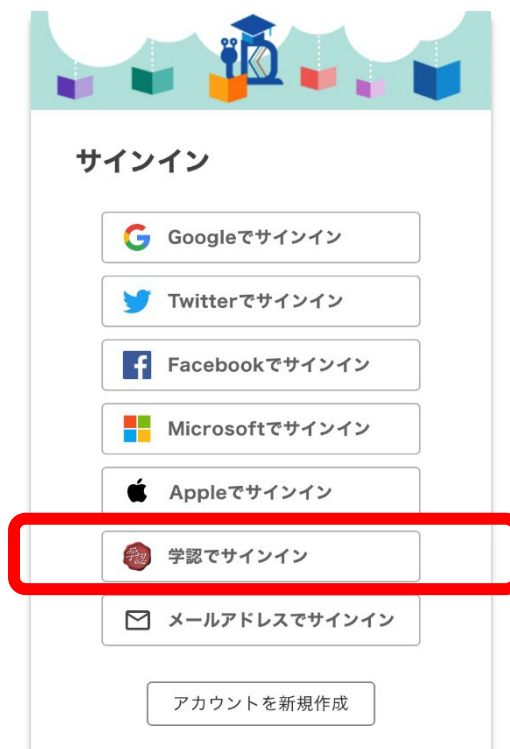 サインイン
Googleでサインイン
Twitterでサインイン
Facebookでサインイン
Microsoftでサインイン
Appleでサインイン
学認でサインイン
メールアドレスでサインイン
アカウントを新規作成